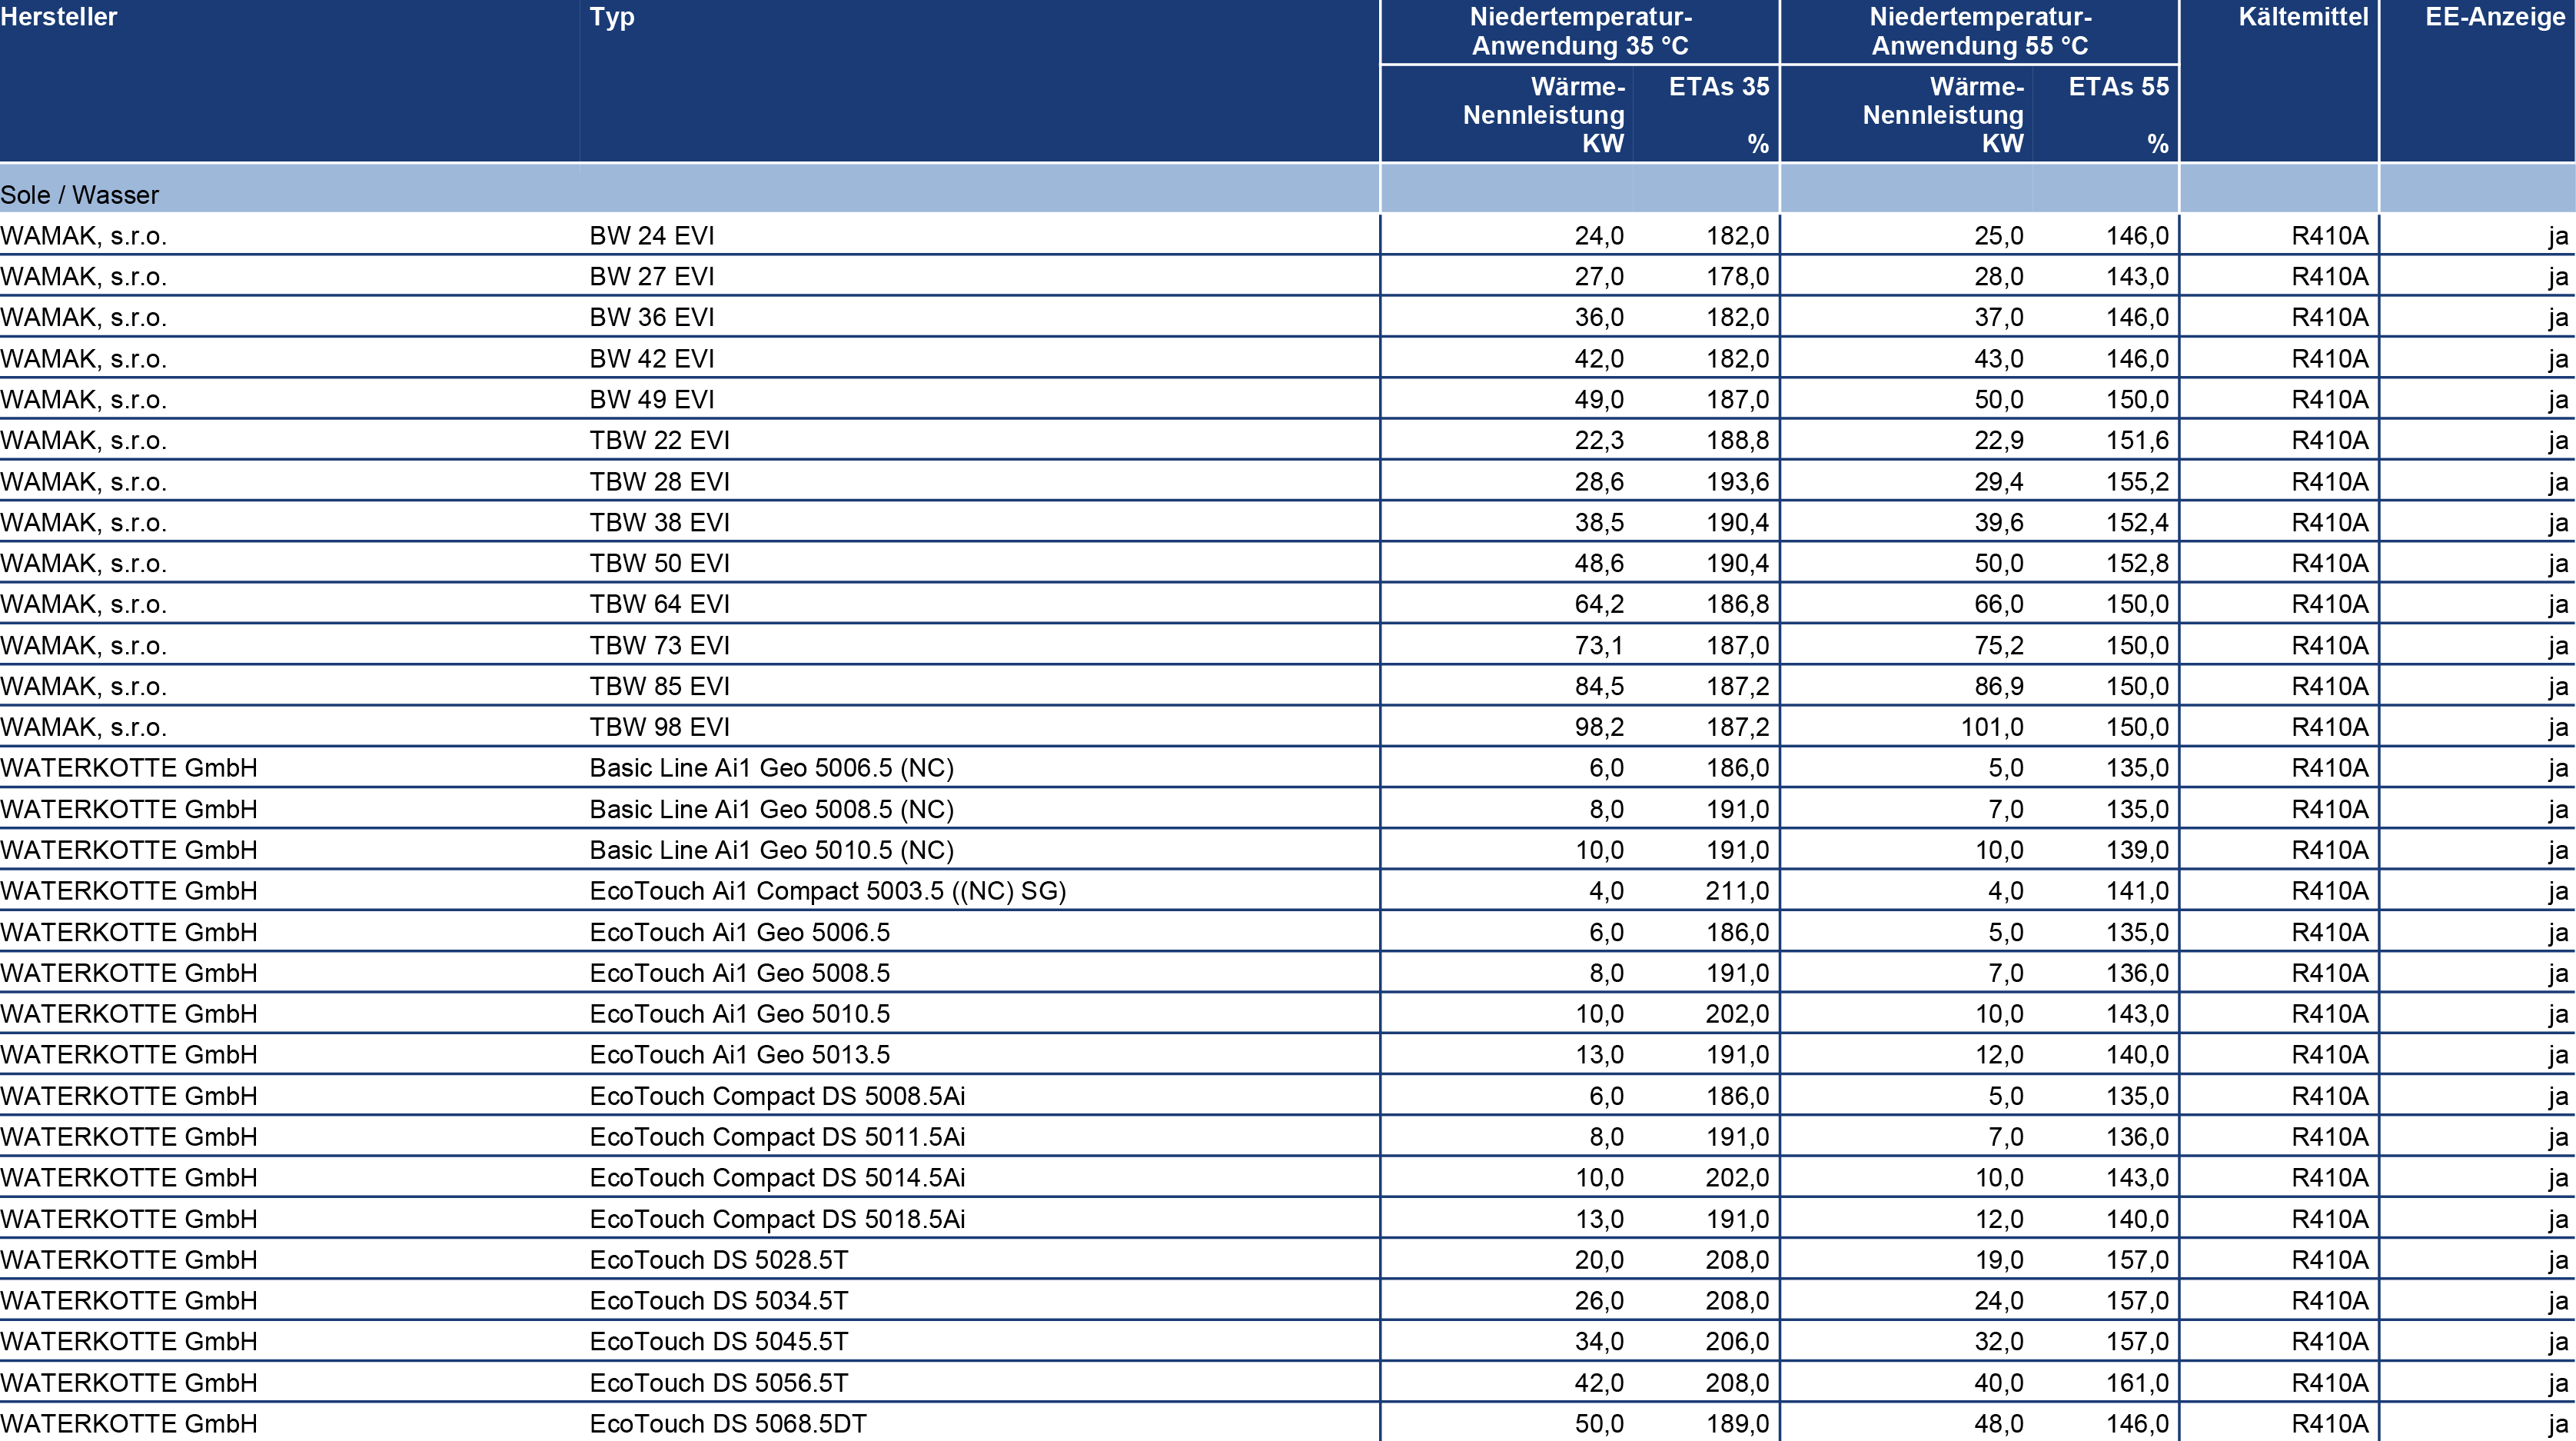 Hersteller Typ Niedertemperatur- Niedertemperatur- Kältemittel EE-Anzeige
Anwendung 35 °C Anwendung 55 °C
Wärme- ETAs 35 Wärme- ETAs 55
Nennleistung Nennleistung
KW % KW %
Sole / Wasser
WAMAK, s.r.o. BW 24 EVI 24,0 182,0 25,0 146,0 R410A ja
WAMAK, s.r.o. BW 27 EVI 27,0 178,0 28,0 143,0 R410A ja
WAMAK, s.r.o. BW 36 EVI 36,0 182,0 37,0 146,0 R410A ja
WAMAK, s.r.o. BW 42 EVI 42,0 182,0 43,0 146,0 R410A ja
WAMAK, s.r.o. BW 49 EVI 49,0 187,0 50,0 150,0 R410A ja
WAMAK, s.r.o. TBW 22 EVI 22,3 188,8 22,9 151,6 R410A ja
WAMAK, s.r.o. TBW 28 EVI 28,6 193,6 29,4 155,2 R410A ja
WAMAK, s.r.o. TBW 38 EVI 38,5 190,4 39,6 152,4 R410A ja
WAMAK, s.r.o. TBW 50 EVI 48,6 190,4 50,0 152,8 R410A ja
WAMAK, s.r.o. TBW 64 EVI 64,2 186,8 66,0 150,0 R410A ja
WAMAK, s.r.o. TBW 73 EVI 73,1 187,0 75,2 150,0 R410A ja
WAMAK, s.r.o. TBW 85 EVI 84,5 187,2 86,9 150,0 R410A ja
WAMAK, s.r.o. TBW 98 EVI 98,2 187,2 101,0 150,0 R410A ja
WATERKOTTE GmbH Basic Line Ai1 Geo 5006.5 (NC) 6,0 186,0 5,0 135,0 R410A ja
WATERKOTTE GmbH Basic Line Ai1 Geo 5008.5 (NC) 8,0 191,0 7,0 135,0 R410A ja
WATERKOTTE GmbH Basic Line Ai1 Geo 5010.5 (NC) 10,0 191,0 10,0 139,0 R410A ja
WATERKOTTE GmbH EcoTouch Ai1 Compact 5003.5 ((NC) SG) 4,0 211,0 4,0 141,0 R410A ja
WATERKOTTE GmbH EcoTouch Ai1 Geo 5006.5 6,0 186,0 5,0 135,0 R410A ja
WATERKOTTE GmbH EcoTouch Ai1 Geo 5008.5 8,0 191,0 7,0 136,0 R410A ja
WATERKOTTE GmbH EcoTouch Ai1 Geo 5010.5 10,0 202,0 10,0 143,0 R410A ja
WATERKOTTE GmbH EcoTouch Ai1 Geo 5013.5 13,0 191,0 12,0 140,0 R410A ja
WATERKOTTE GmbH EcoTouch Compact DS 5008.5Ai 6,0 186,0 5,0 135,0 R410A ja
WATERKOTTE GmbH EcoTouch Compact DS 5011.5Ai 8,0 191,0 7,0 136,0 R410A ja
WATERKOTTE GmbH EcoTouch Compact DS 5014.5Ai 10,0 202,0 10,0 143,0 R410A ja
WATERKOTTE GmbH EcoTouch Compact DS 5018.5Ai 13,0 191,0 12,0 140,0 R410A ja
WATERKOTTE GmbH EcoTouch DS 5028.5T 20,0 208,0 19,0 157,0 R410A ja
WATERKOTTE GmbH EcoTouch DS 5034.5T 26,0 208,0 24,0 157,0 R410A ja
WATERKOTTE GmbH EcoTouch DS 5045.5T 34,0 206,0 32,0 157,0 R410A ja
WATERKOTTE GmbH EcoTouch DS 5056.5T 42,0 208,0 40,0 161,0 R410A ja
WATERKOTTE GmbH EcoTouch DS 5068.5DT 50,0 189,0 48,0 146,0 R410A ja